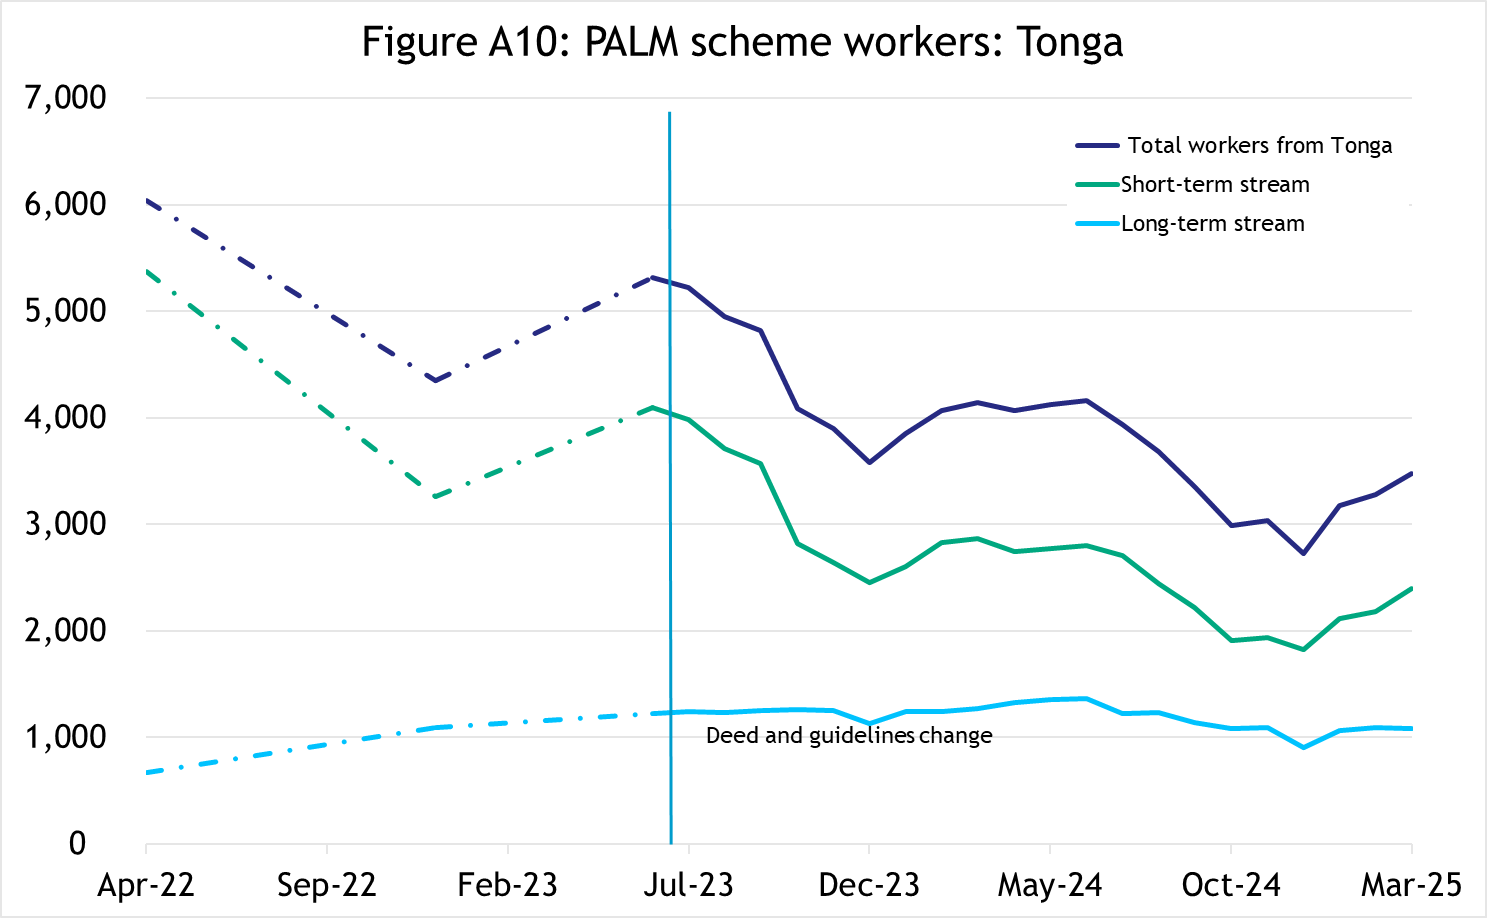 Figure A10: PALM scheme workers: Tonga
7,000
6,000
5,000
4,000
3,000
2,000
1,000
0
Total workers from Tonga
Short-term stream
Long-term stream
Deed and guidelines change
Apr-22 Sep-22 Feb-23 Jul-23 Dec-23 May-24 Oct-24 Mar-25